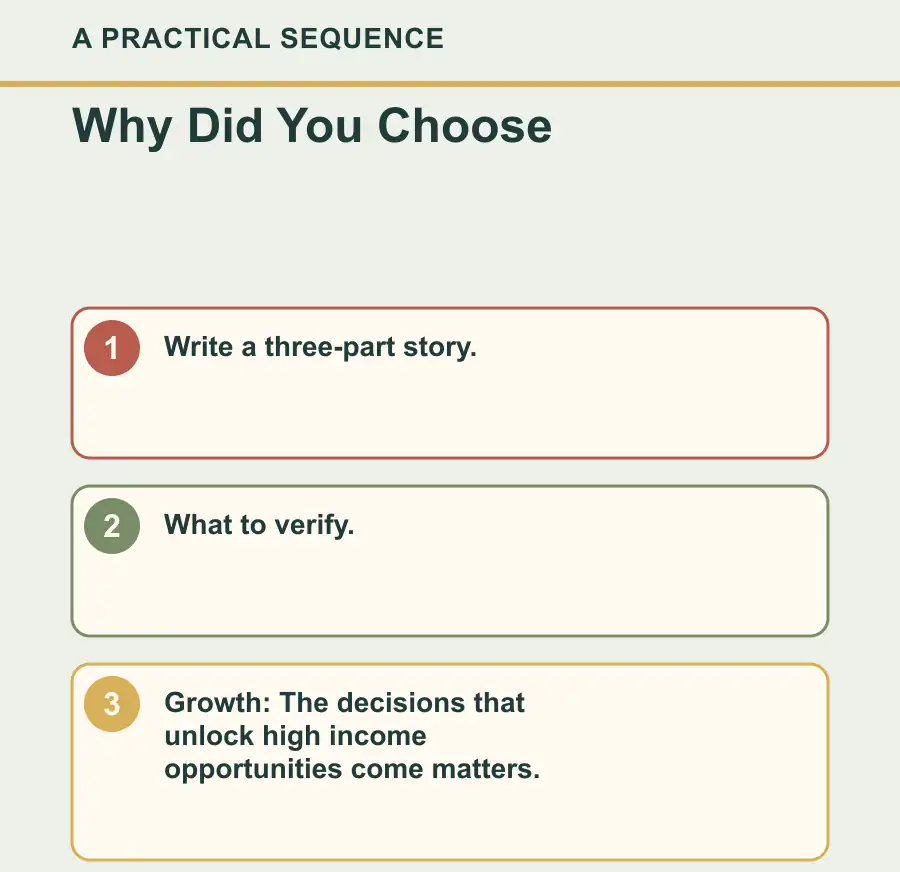 A PRACTICAL SEQUENCE
Why Did You Choose
1
Write a three-part story.
2
What to verify.
3
Growth: The decisions that
unlock high income
opportunities come matters.